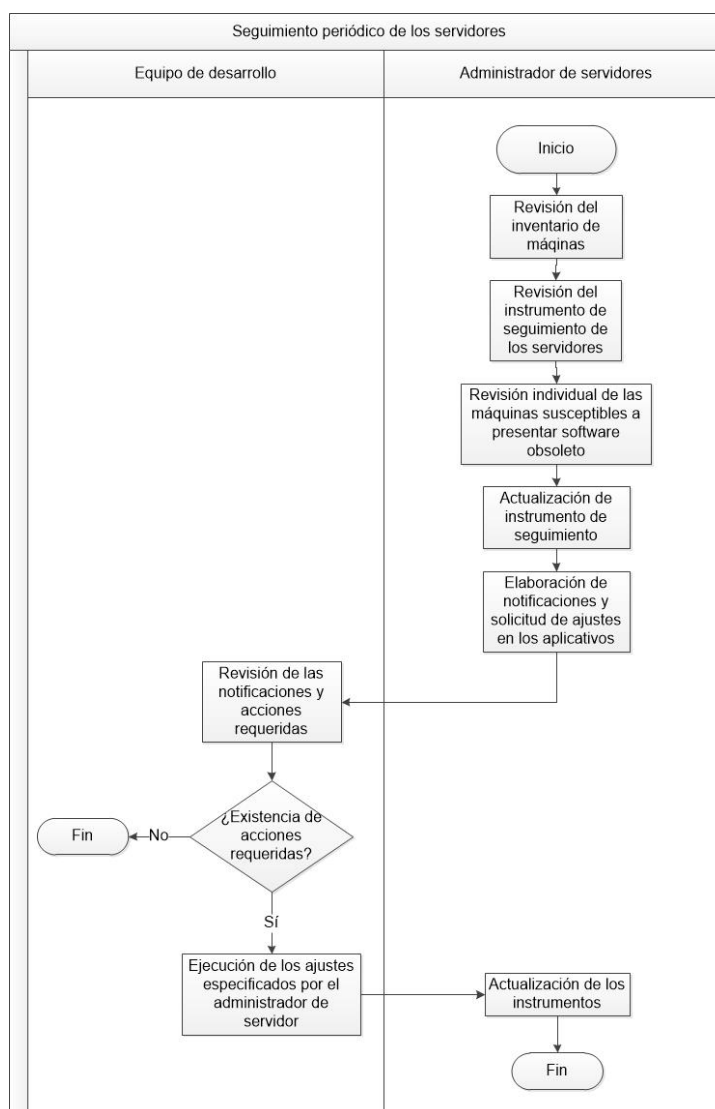 Seguimiento periódico de los servidores
Equipo de desarrollo
Administrador de servidores
Inicio
Revisión del
inventario de
máqinas
Revisión del
instrumento de
seguimiento de
los servidores
Revisión individual de las
máquinas susceptibles a
presentar software
obsoleto
Actualización de
instrumento de
seguimiento
Elaboración de
notificaciones y
solicitud de ajustes
en los aplicativos
Revisión de las
notificaciones y
acciones
requeridas
¿Existencia de
acciones
requeridas?
No
Fin
Sí
Ejecución de los ajustes
especificados por el
administrador de
servidor
Actualización de los
instrumentos
Fin